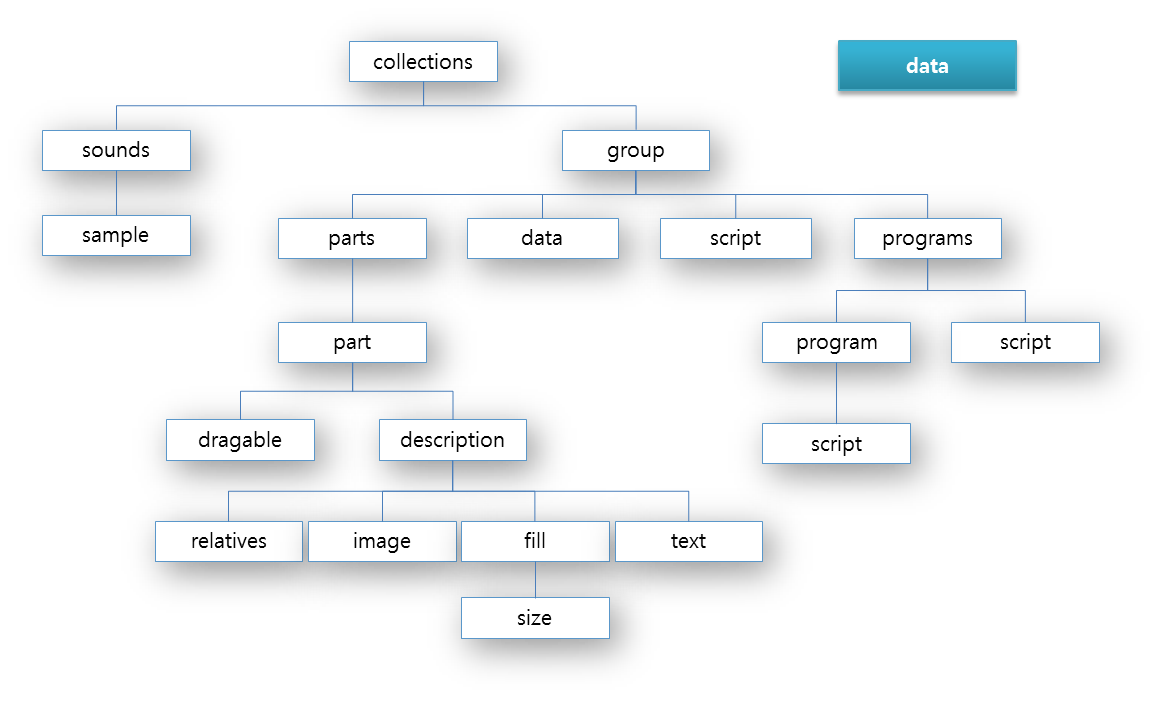 collections
data
sounds
group
sample
parts
data
script
programs
part
program
script
dragable
description
script
relatives
image
fill
text
size